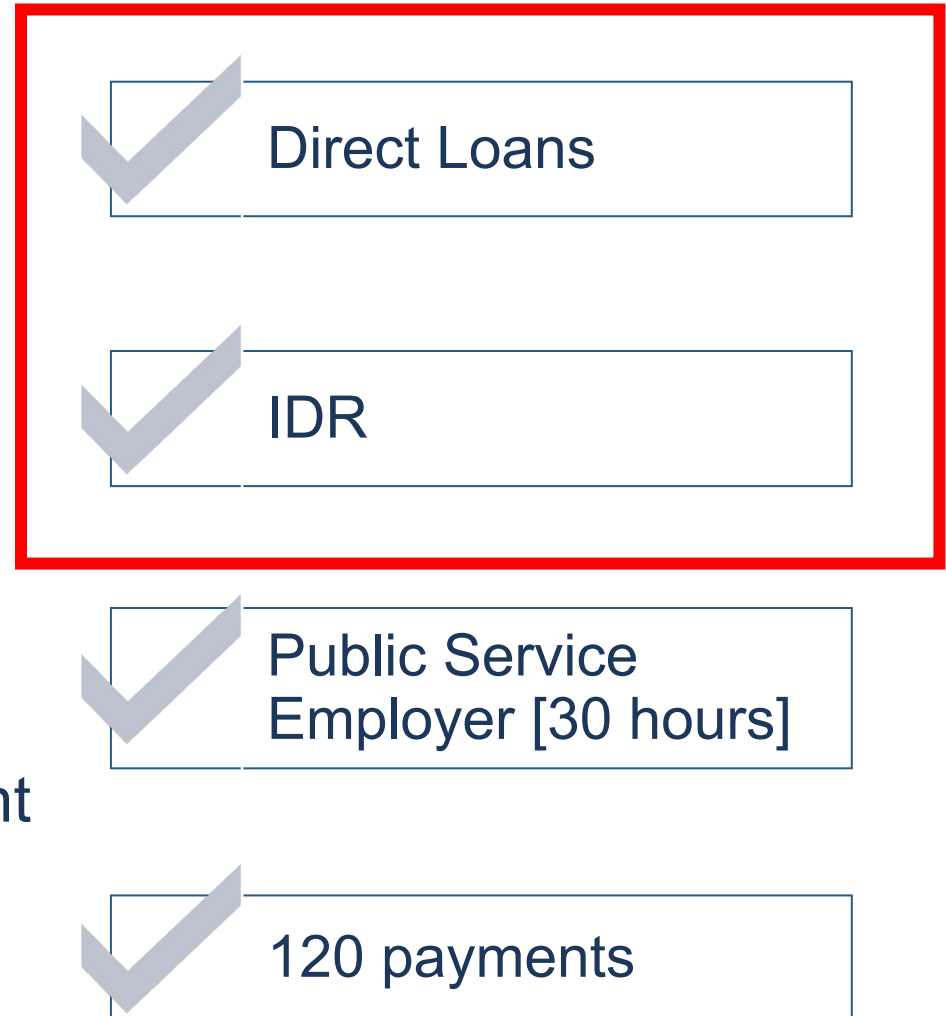 Direct Loans
IDR
Public Service
Employer [30 hours]
nt
120 payments